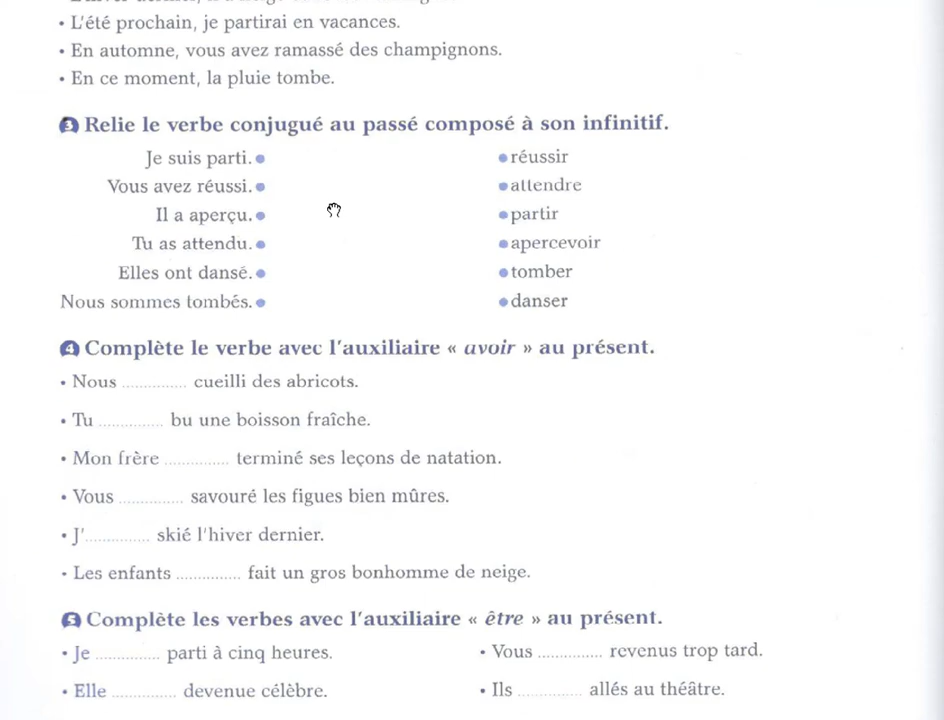 • L'été prochain, je partirai en vacances.
• En automne, vous avez ramassé des champignons.
• En ce moment, la pluie tombe.
3 Relie le verbe conjugué au passé composé à son infinitif.
Je suis parti. • • réussir
Vous avez réussi. • • attendre
Il a aperçu. • • partir
Tu as attendu. • • apercevoir
Elles ont dansé. • • tomber
Nous sommes tombés. • • danser
4 Complète le verbe avec l'auxiliaire « avoir » au présent.
• Nous .............. cueilli des abricots.
• Tu .............. bu une boisson fraîche.
• Mon frère .............. terminé ses leçons de natation.
• Vous .............. savouré les figues bien mûres.
• J'.............. skié l'hiver dernier.
• Les enfants .............. fait un gros bonhomme de neige.
5 Complète les verbes avec l'auxiliaire « être » au présent.
• Je .............. parti à cinq heures. • Vous .............. revenus trop tard.
• Elle .............. devenue célèbre. • Ils .............. allés au théâtre.